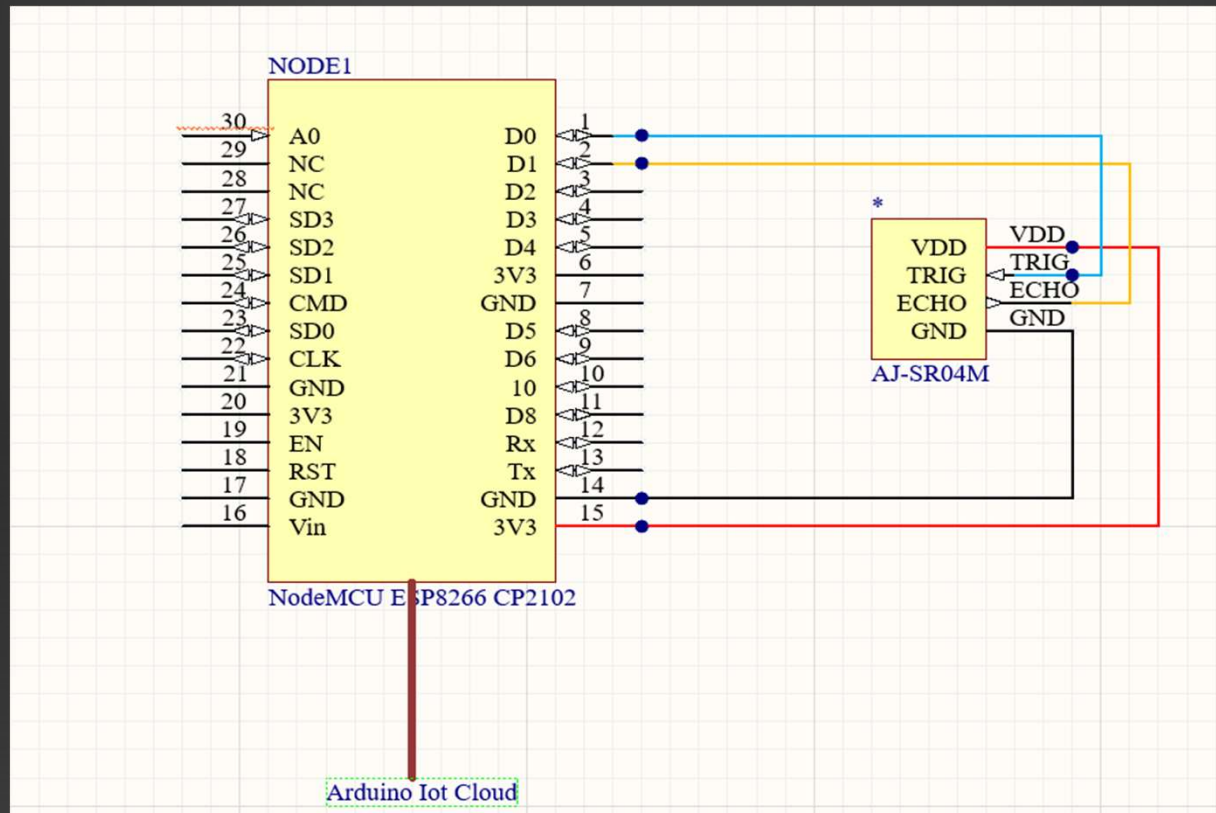 NODE1
30 A0 D0 1
29 NC D1 2
28 NC D2 3
27 SD3 D3 4
26 SD2 D4 5
25 SD1 3V3 6
24 CMD GND 7
23 SD0 D5 8
22 CLK D6 9
21 GND 10 10
20 3V3 D8 11
19 EN Rx 12
18 RST Tx 13
17 GND GND 14
16 Vin 3V3 15
NodeMCU ESP8266 CP2102
*
VDD VDD
TRIG TRIG
ECHO ECHO
GND GND
AJ-SR04M
Arduino Iot Cloud